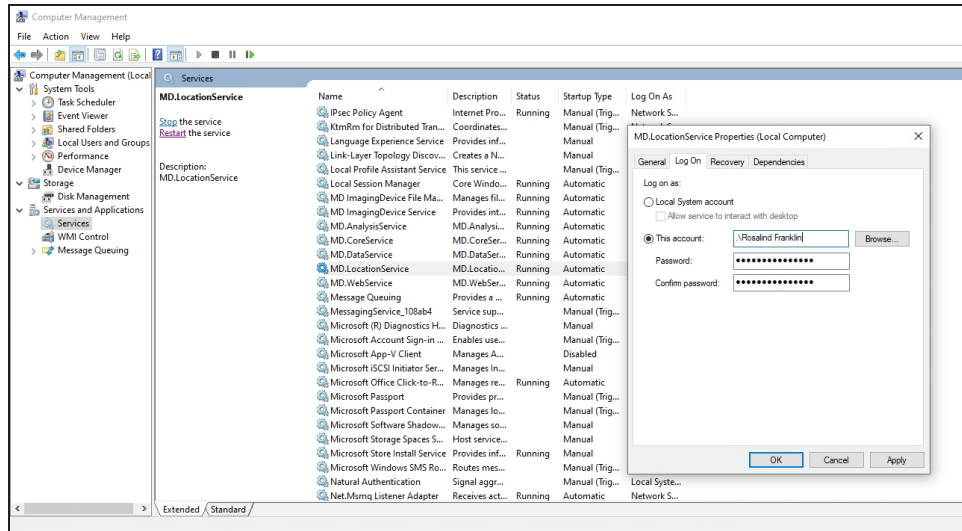 Computer Management
File Action View Help
Computer Management (Local
System Tools
Task Scheduler
Event Viewer
Shared Folders
Local Users and Groups
Performance
Device Manager
Storage
Disk Management
Services and Applications
Services
WMI Control
Message Queuing
Services
MD.LocationService
Stop the service
Restart the service
Description:
MD.LocationService
Name Description Status Startup Type Log On As
IPsec Policy Agent Internet Pro... Running Manual (Trig... Network S...
KtmRm for Distributed Tran... Coordinates... Manual (Trig...
Language Experience Service Provides inf... Manual
Link-Layer Topology Discov... Creates a N... Manual
Local Profile Assistant Service This service ... Manual (Trig...
Local Session Manager Core Windo... Running Automatic
MD ImagingDevice File Ma... Manages fil... Running Automatic
MD ImagingDevice Service Provides int... Running Automatic
MD.AnalysisService MD.Analysi... Running Automatic
MD.CoreService MD.CoreSer... Running Automatic
MD.DataService MD.DataSer... Running Automatic
MD.LocationService MD.Locatio... Running Automatic
MD.WebService MD.WebSer... Running Automatic
Message Queuing Provides a ... Running Automatic
MessagingService_108ab4 Service sup... Manual (Trig...
Microsoft (R) Diagnostics H... Diagnostics ... Manual
Microsoft Account Sign-in ... Enables use... Manual (Trig...
Microsoft App-V Client Manages A... Disabled
Microsoft iSCSI Initiator Ser... Manages In... Manual
Microsoft Office Click-to-R... Manages re... Running Automatic
Microsoft Passport Provides pr... Manual (Trig...
Microsoft Passport Container Manages lo... Manual (Trig...
Microsoft Software Shadow... Manages so... Manual
Microsoft Storage Spaces S... Host service... Manual
Microsoft Store Install Service Provides inf... Running Manual
Microsoft Windows SMS Ro... Routes mes... Manual (Trig...
Natural Authentication Signal aggr... Manual (Trig... Local Syste...
Net.Msmq Listener Adapter Receives act... Running Automatic Network S...
Extended Standard
MD.LocationService Properties (Local Computer)
General Log On Recovery Dependencies
Log on as:
Local System account
Allow service to interact with desktop
This account: .\Rosalind Franklin Browse...
Password: •••••••••••••••
Confirm password: •••••••••••••••
OK Cancel Apply